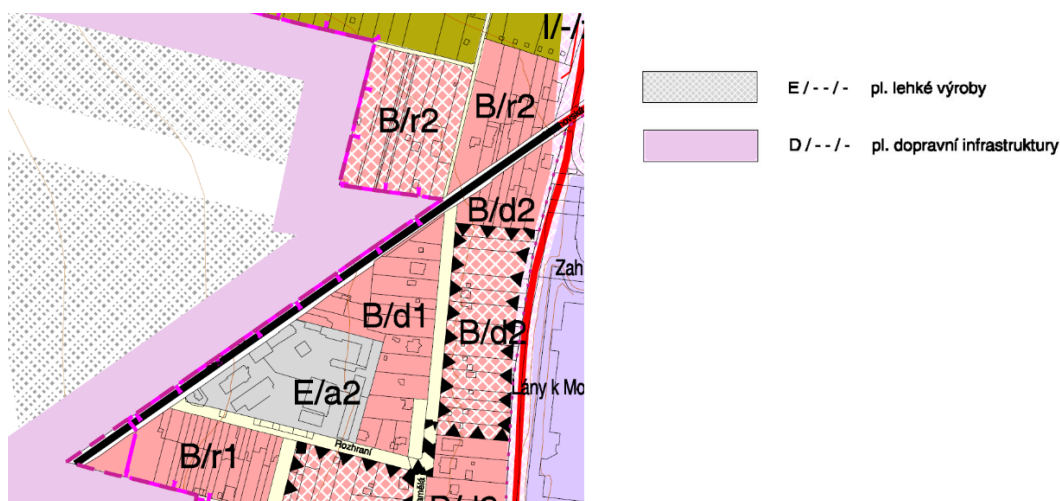 B/r2
B/r2
E / - - / - pl. lehké výroby
D / - - / - pl. dopravní infrastruktury
B/d2
Zah
B/d1
B/d2
Lány k Mo
E/a2
Rozhraní
B/r1